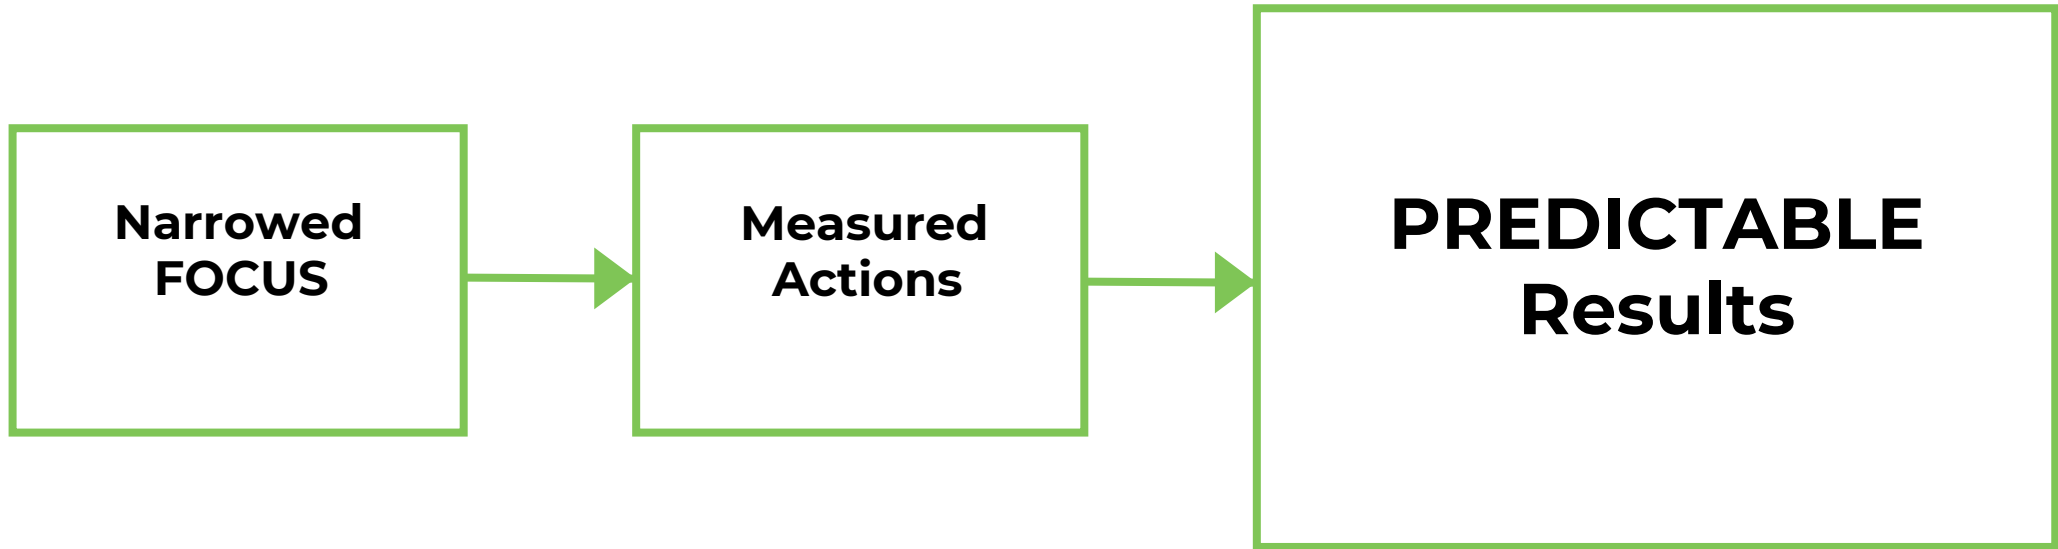 Narrowed
FOCUS
Measured
Actions
PREDICTABLE
Results